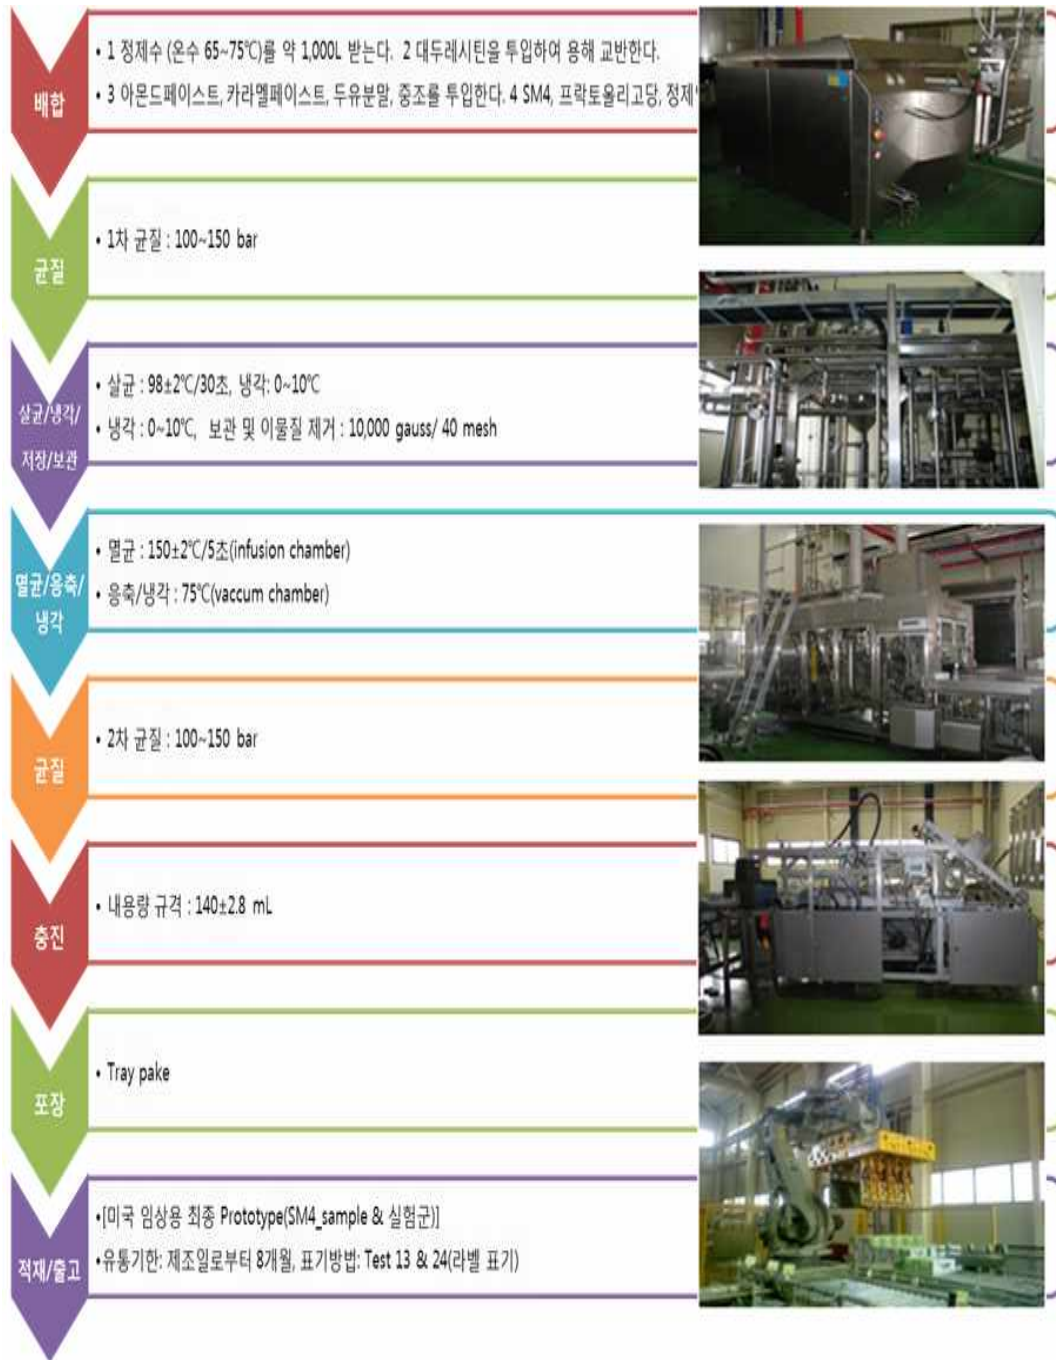 배합
• 1 정제수 (온수 65~75℃)를 약 1,000L 받는다. 2 대두레시틴을 투입하여 용해 교반한다.
• 3 아몬드페이스트, 카라멜페이스트, 두유분말, 중조를 투입한다. 4 SM4, 프락토올리고당, 정제
균질
• 1차 균질 : 100~150 bar
살균/냉각/
저장/보관
• 살균 : 98±2℃/30초, 냉각: 0~10℃
• 냉각 : 0~10℃, 보관 및 이물질 제거 : 10,000 gauss/ 40 mesh
멸균/응축/
냉각
• 멸균 : 150±2℃/5초(infusion chamber)
• 응축/냉각 : 75℃(vaccum chamber)
균질
• 2차 균질 : 100~150 bar
충진
• 내용량 규격 : 140±2.8 mL
포장
• Tray pake
적재/출고
•[미국 임상용 최종 Prototype(SM4_sample & 실험군)]
•유통기한: 제조일로부터 8개월, 표기방법: Test 13 & 24(라벨 표기)